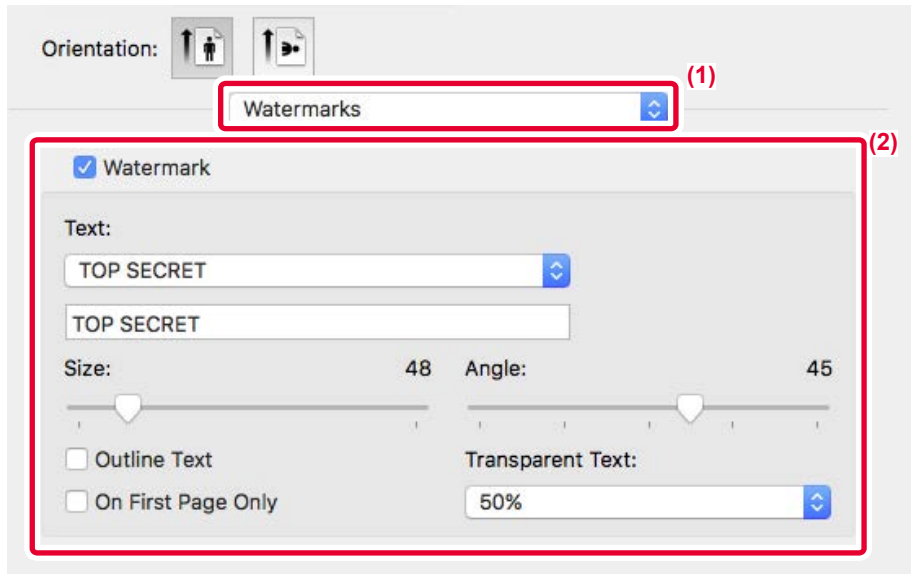 Orientation:
(1)
Watermarks
(2)
Watermark
Text:
TOP SECRET
TOP SECRET
Size: 48 Angle: 45
Outline Text Transparent Text:
On First Page Only 50%